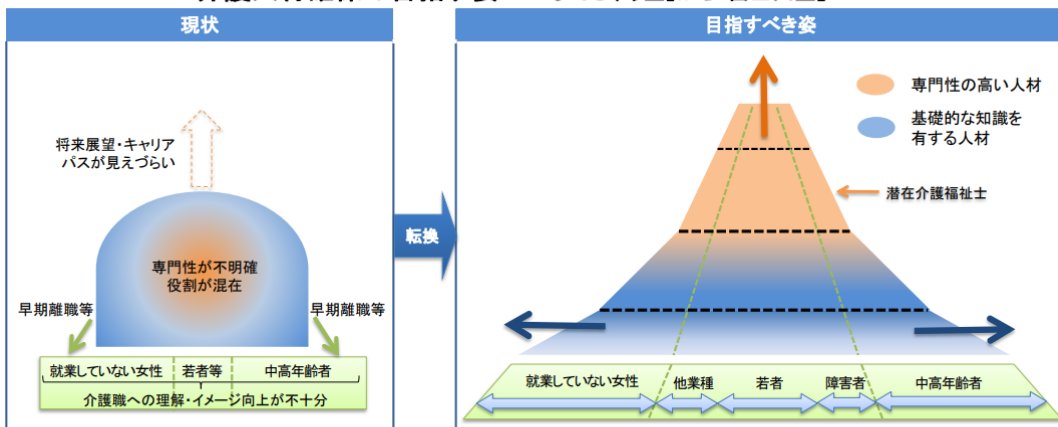 現状
目指すべき姿
将来展望・キャリア
パスが見えづらい
専門性が不明確
役割が混在
早期離職等
早期離職等
就業していない女性
若者等
中高年齢者
介護職への理解・イメージ向上が不十分
転換
専門性の高い人材
基礎的な知識を
有する人材
潜在介護福祉士
就業していない女性
他業種
若者
障害者
中高年齢者